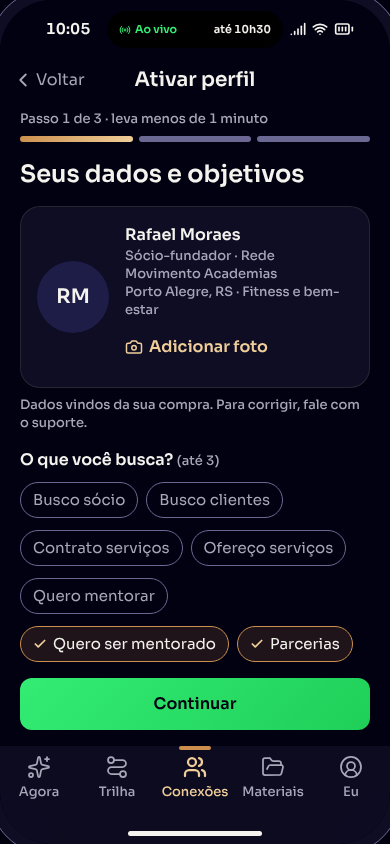 10:05
Ao vivo
até 10h30
Voltar
Ativar perfil
Passo 1 de 3 · leva menos de 1 minuto
Seus dados e objetivos
RM
Rafael Moraes
Sócio-fundador · Rede
Movimento Academias
Porto Alegre, RS · Fitness e bem-
estar
Adicionar foto
Dados vindos da sua compra. Para corrigir, fale com
o suporte.
O que você busca? (até 3)
Busco sócio
Busco clientes
Contrato serviços
Ofereço serviços
Quero mentorar
Quero ser mentorado
Parcerias
Continuar
Agora
Trilha
Conexões
Materiais
Eu